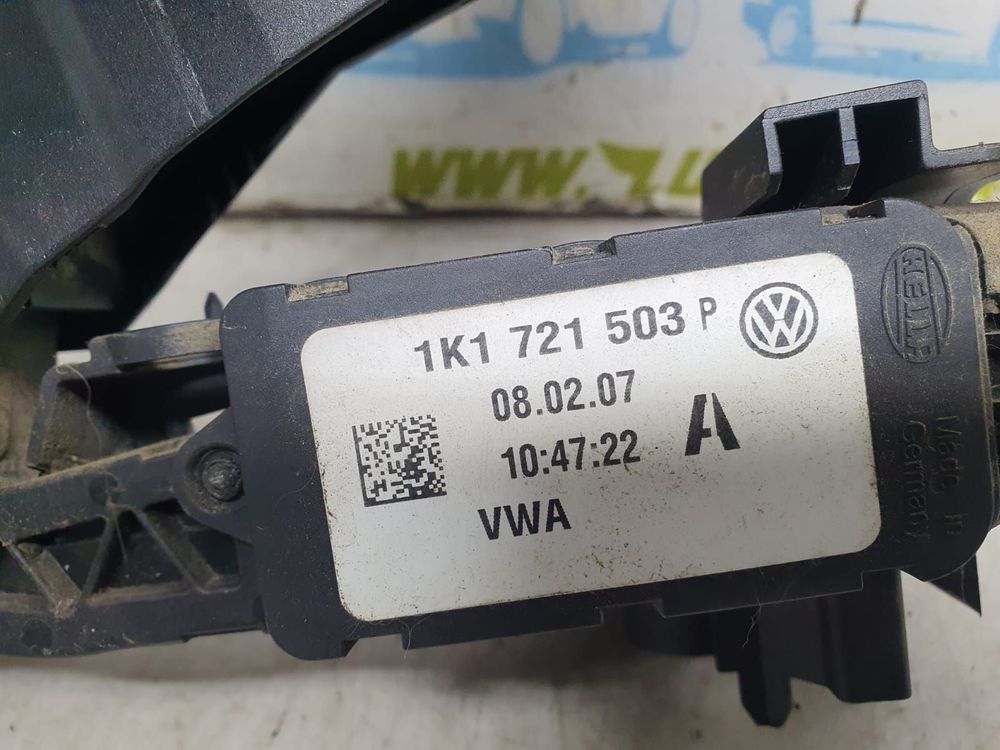 WWW.
1K1 721 503 P
08.02.07
10:47:22 A
VWA
HELLA
Made in
Germany